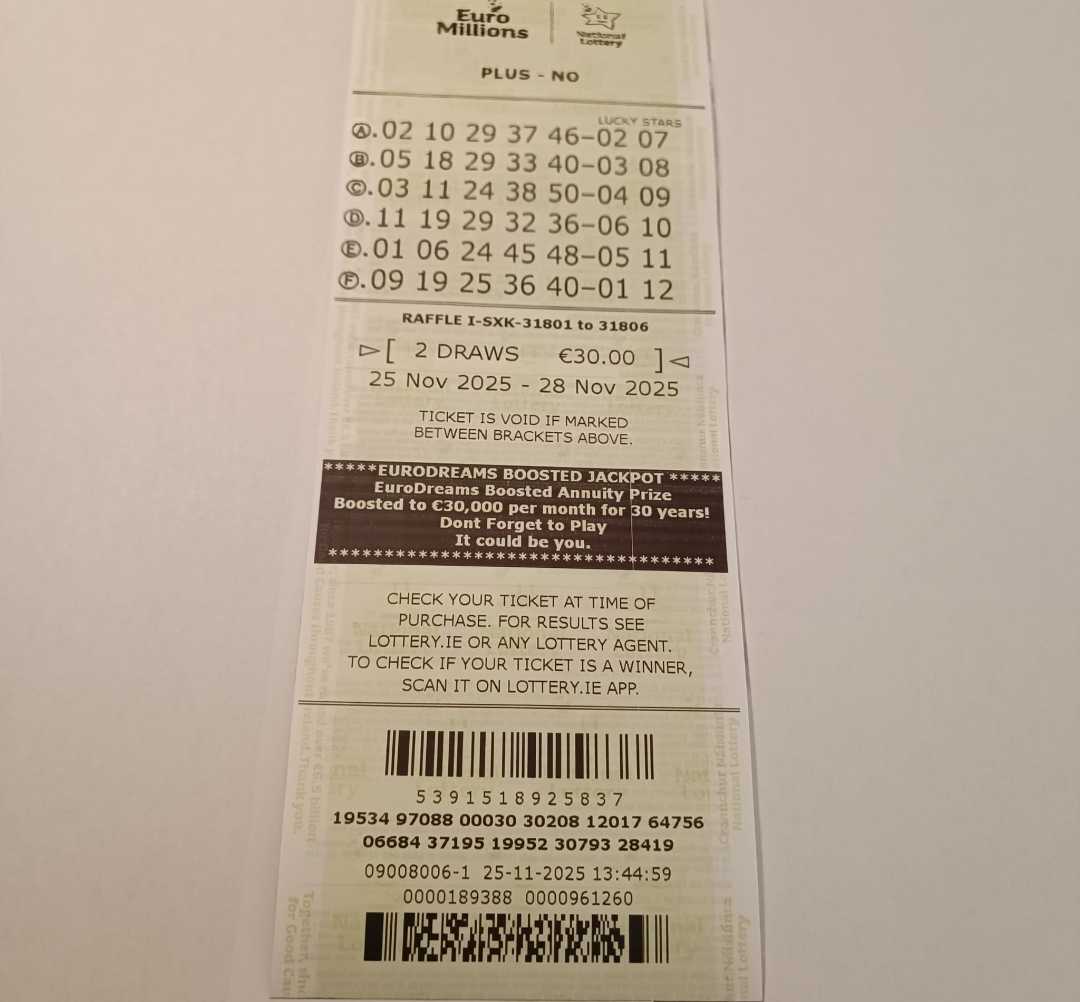 Euro
Millions
National
Lottery
PLUS - NO
LUCKY STARS
Ⓐ.02 10 29 37 46-02 07
Ⓑ.05 18 29 33 40-03 08
Ⓒ.03 11 24 38 50-04 09
Ⓓ.11 19 29 32 36-06 10
Ⓔ.01 06 24 45 48-05 11
Ⓕ.09 19 25 36 40-01 12
RAFFLE I-SXK-31801 to 31806
[ 2 DRAWS €30.00 ]
25 Nov 2025 - 28 Nov 2025
TICKET IS VOID IF MARKED
BETWEEN BRACKETS ABOVE.
*****EURODREAMS BOOSTED JACKPOT *****
EuroDreams Boosted Annuity Prize
Boosted to €30,000 per month for 30 years!
Dont Forget to Play
It could be you.
**********************************
CHECK YOUR TICKET AT TIME OF
PURCHASE. FOR RESULTS SEE
LOTTERY.IE OR ANY LOTTERY AGENT.
TO CHECK IF YOUR TICKET IS A WINNER,
SCAN IT ON LOTTERY.IE APP.
5391518925837
19534 97088 00030 30208 12017 64756
06684 37195 19952 30793 28419
09008006-1 25-11-2025 13:44:59
0000189388 0000961260